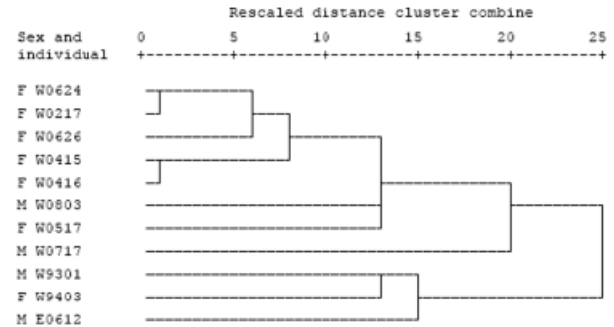 Rescaled distance cluster combine
Sex and 0 5 10 15 20 25
individual
F W0624
F W0217
F W0626
F W0415
F W0416
M W0803
F W0517
M W0717
M W9301
F W9403
M E0612